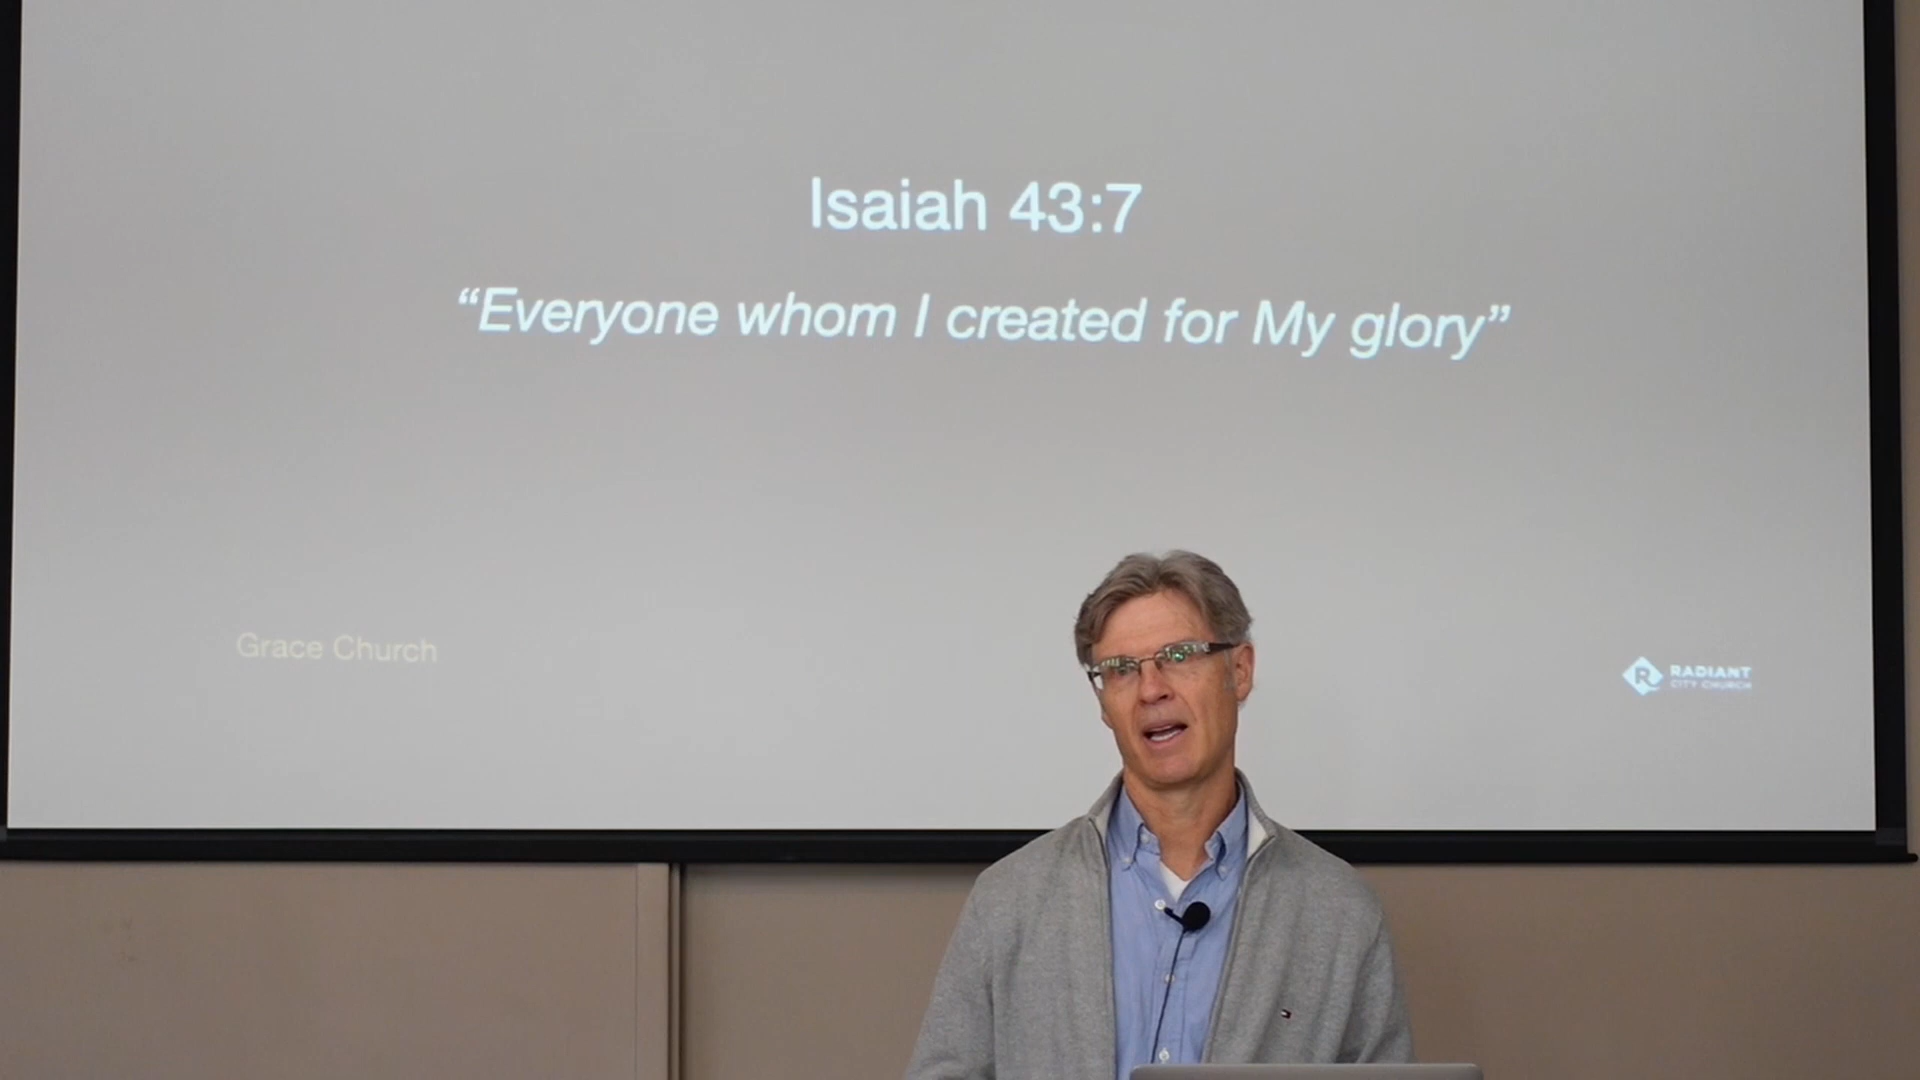 Isaiah 43:7
“Everyone whom I created for My glory”
Grace Church
R
RADIANT
CITY CHURCH